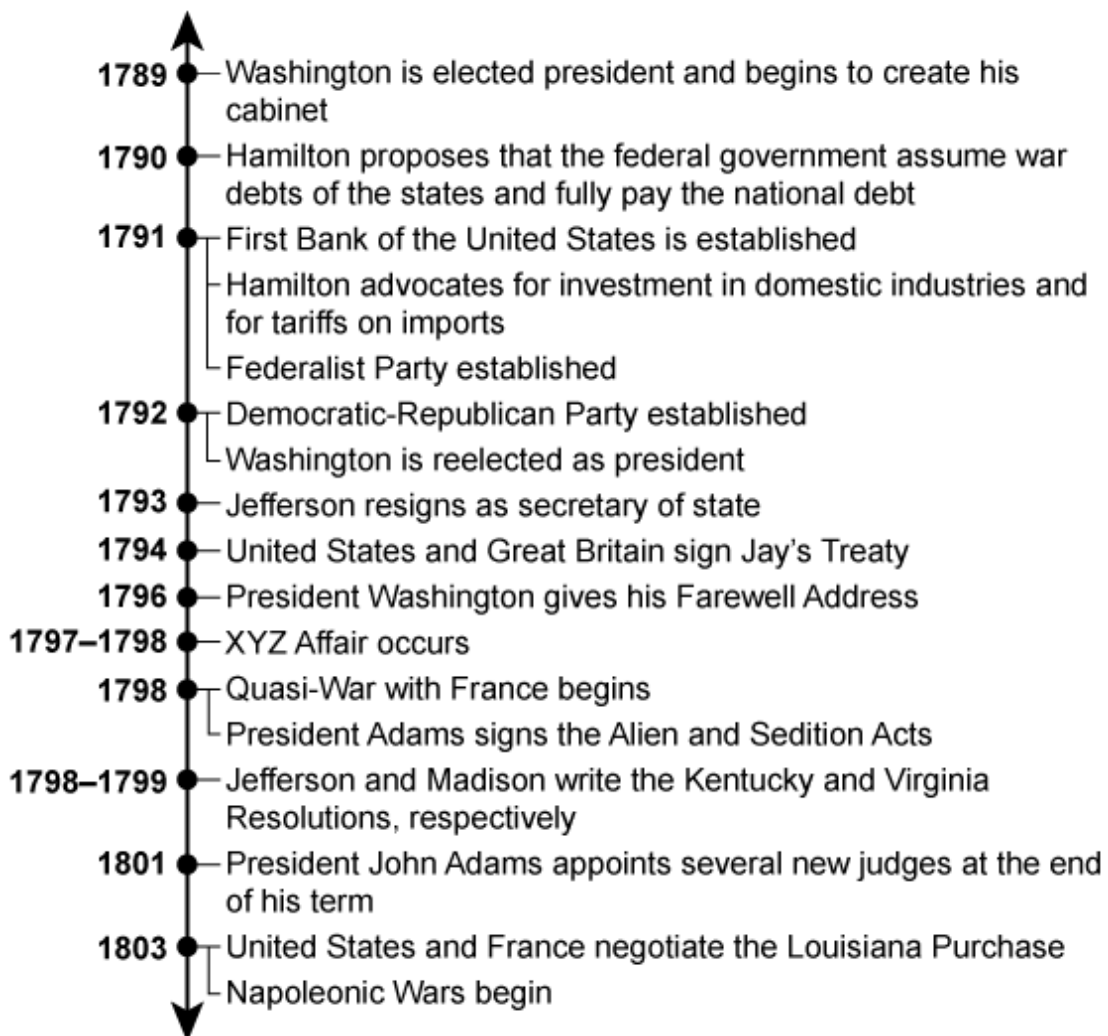 1789 Washington is elected president and begins to create his
cabinet
1790 Hamilton proposes that the federal government assume war
debts of the states and fully pay the national debt
1791 First Bank of the United States is established
Hamilton advocates for investment in domestic industries and
for tariffs on imports
Federalist Party established
1792 Democratic-Republican Party established
Washington is reelected as president
1793 Jefferson resigns as secretary of state
1794 United States and Great Britain sign Jay's Treaty
1796 President Washington gives his Farewell Address
1797–1798 XYZ Affair occurs
1798 Quasi-War with France begins
President Adams signs the Alien and Sedition Acts
1798–1799 Jefferson and Madison write the Kentucky and Virginia
Resolutions, respectively
1801 President John Adams appoints several new judges at the end
of his term
1803 United States and France negotiate the Louisiana Purchase
Napoleonic Wars begin